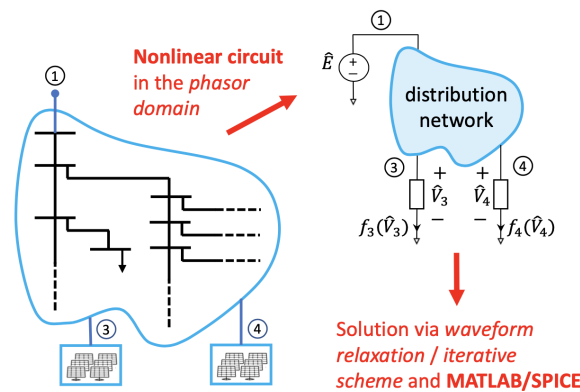 ①
Nonlinear circuit
in the phasor
domain
①
Ê
+
−
distribution
network
③
④
+
+
V̂₃
V̂₄
−
−
f₃(V̂₃)
f₄(V̂₄)
③
④
Solution via waveform
relaxation / iterative
scheme and MATLAB/SPICE